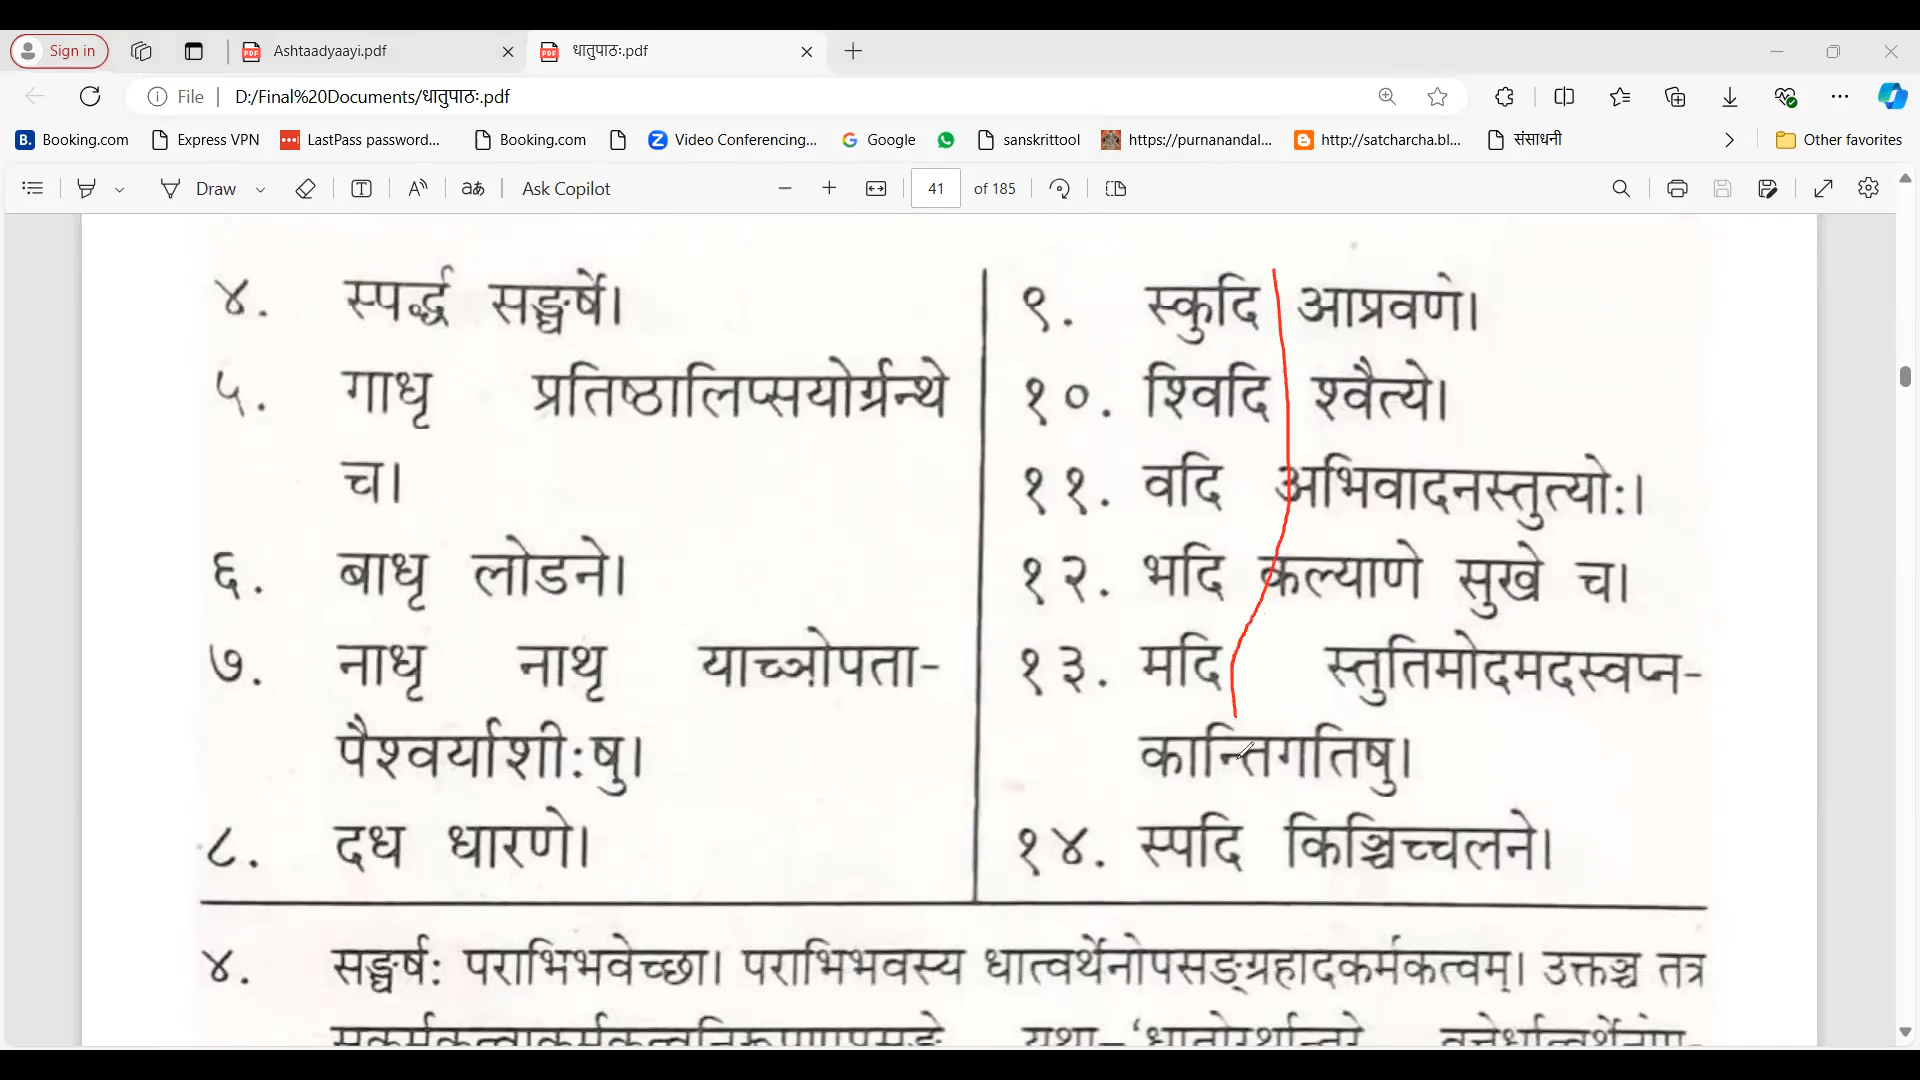 Sign in
Ashtaadyaayi.pdf
धातुपाठः.pdf
File
D:/Final%20Documents/धातुपाठः.pdf
Booking.com
Express VPN
LastPass password...
Booking.com
Video Conferencing...
Google
sanskrittool
https://purnanandal...
http://satcharcha.bl...
संसाधनी
Other favorites
Draw
Ask Copilot
41 of 185
४. स्पर्द्ध सङ्घर्षे।
५. गाधृ प्रतिष्ठालिप्सयोर्ग्रन्थे
च।
६. बाधृ लोडने।
७. नाधृ नाथृ याच्ञोपता-
पैश्वर्याशीःषु।
८. दध धारणे।
९. स्कुदि आप्रवणे।
१०. श्विदि श्वैत्ये।
११. वदि अभिवादनस्तुत्योः।
१२. भदि कल्याणे सुखे च।
१३. मदि स्तुतिमोदमदस्वप्न-
कान्तिगतिषु।
१४. स्पदि किञ्चिच्चलने।
४. सङ्घर्षः पराभिभवेच्छा। पराभिभवस्य धात्वर्थेनोपसङ्ग्रहादकर्मकत्वम्। उक्तञ्च तत्र